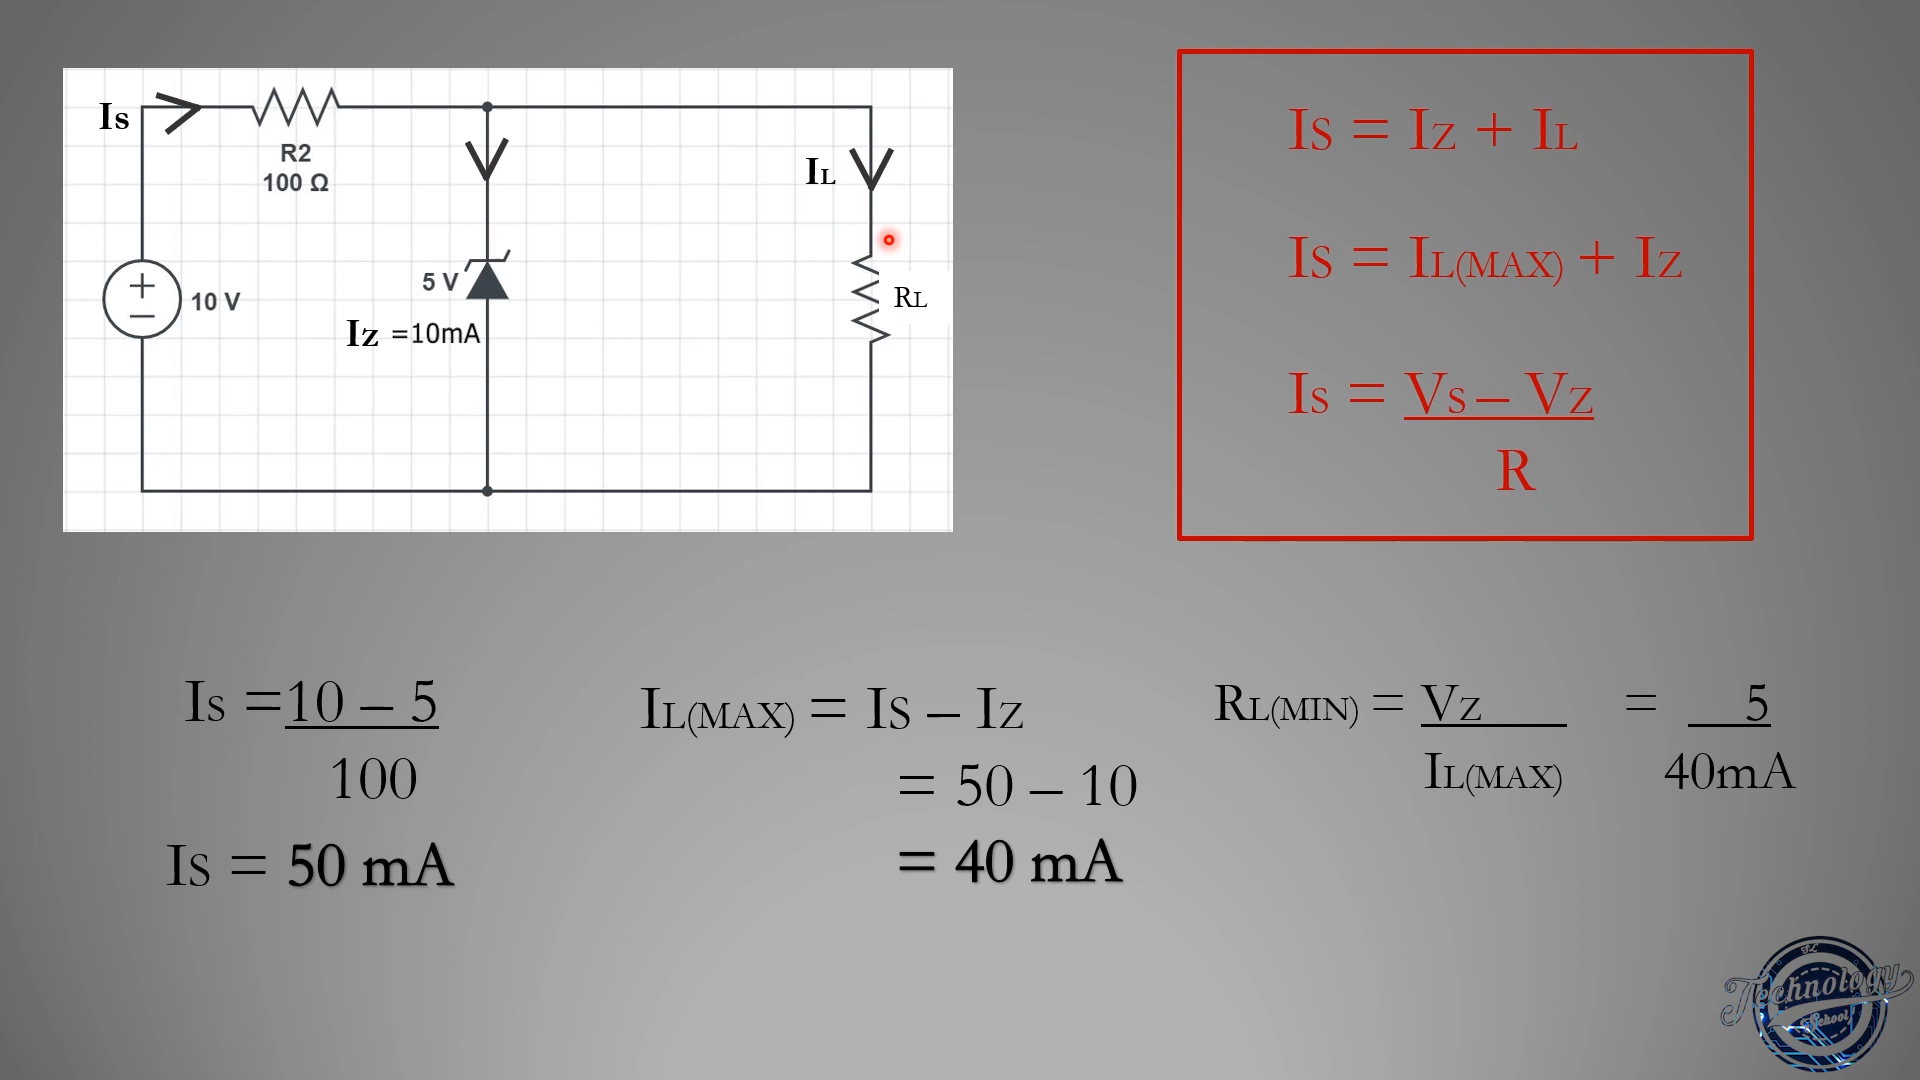 Is
R2
100 Ω
IL
5 V
10 V
RL
Iz =10mA
IS = IZ + IL
IS = IL(MAX) + IZ
IS = VS – VZ
R
IS = 10 – 5
100
IS = 50 mA
IL(MAX) = IS – IZ
= 50 – 10
= 40 mA
RL(MIN) = VZ = 5
IL(MAX) 40mA
TL
Technology
School